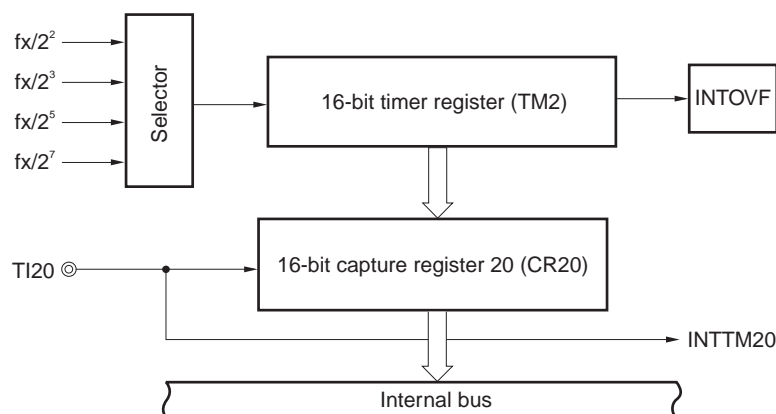 fx/2²
fx/2³
fx/2⁵
fx/2⁷
Selector
16-bit timer register (TM2)
INTOVF
TI20
16-bit capture register 20 (CR20)
INTTM20
Internal bus